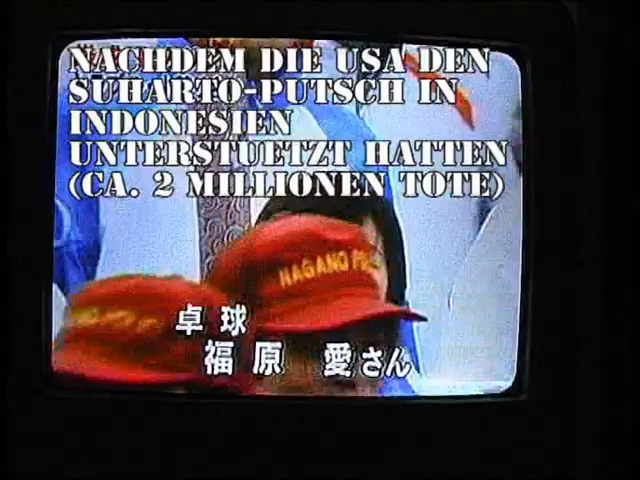 NACHDEM DIE USA DEN
SUHARTO-PUTSCH IN
INDONESIEN
UNTERSTUETZT HATTEN
(CA. 2 MILLIONEN TOTE)
NAGANO
卓球
福原 愛さん